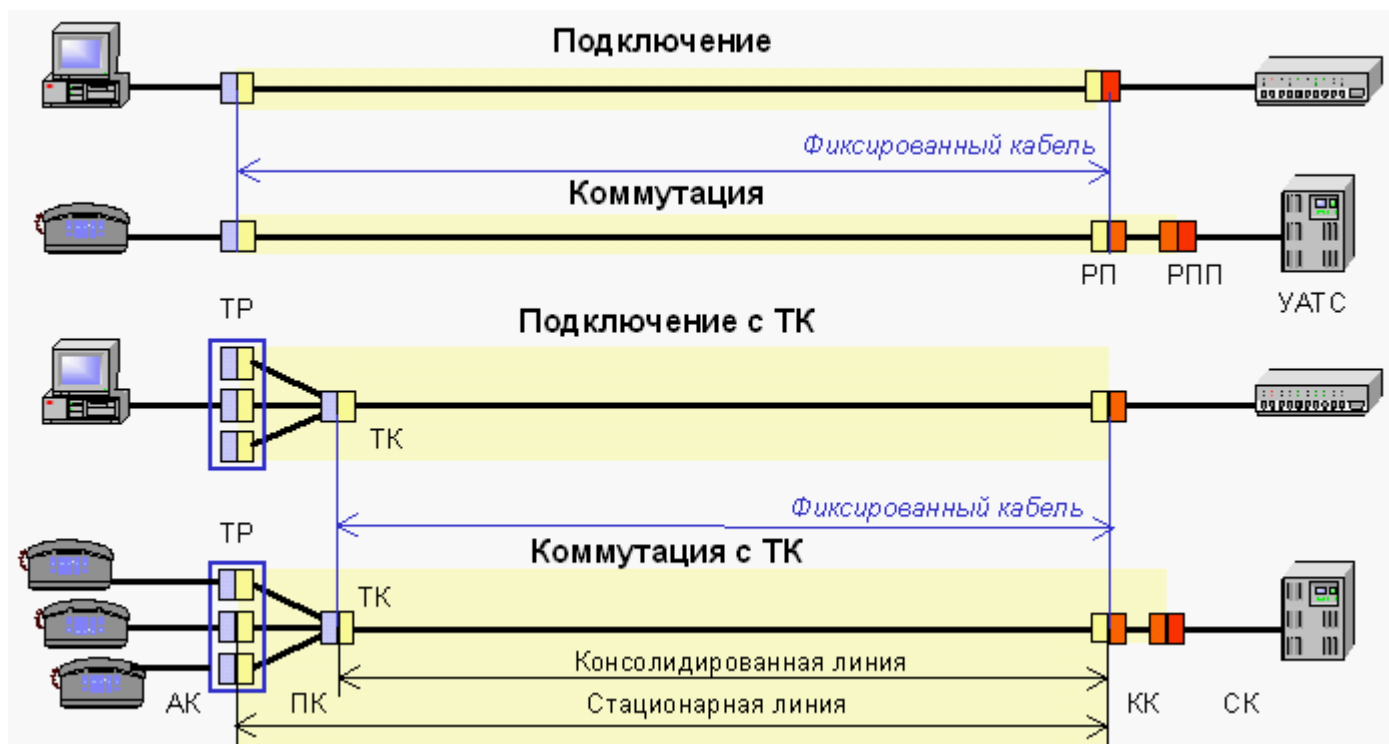 Подключение
Фиксированный кабель
Коммутация
РП РПП
УАТС
ТР
Подключение с ТК
ТК
Фиксированный кабель
ТР
Коммутация с ТК
ТК
Консолидированная линия
АК ПК Стационарная линия КК СК